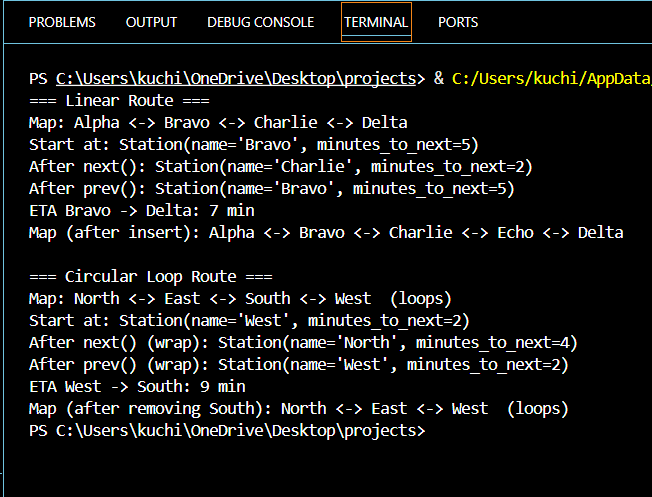 PROBLEMS OUTPUT DEBUG CONSOLE TERMINAL PORTS
PS C:\Users\kuchi\OneDrive\Desktop\projects> & C:/Users/kuchi/AppData/
=== Linear Route ===
Map: Alpha <-> Bravo <-> Charlie <-> Delta
Start at: Station(name='Bravo', minutes_to_next=5)
After next(): Station(name='Charlie', minutes_to_next=2)
After prev(): Station(name='Bravo', minutes_to_next=5)
ETA Bravo -> Delta: 7 min
Map (after insert): Alpha <-> Bravo <-> Charlie <-> Echo <-> Delta
=== Circular Loop Route ===
Map: North <-> East <-> South <-> West  (loops)
Start at: Station(name='West', minutes_to_next=2)
After next() (wrap): Station(name='North', minutes_to_next=4)
After prev() (wrap): Station(name='West', minutes_to_next=2)
ETA West -> South: 9 min
Map (after removing South): North <-> East <-> West  (loops)
PS C:\Users\kuchi\OneDrive\Desktop\projects>